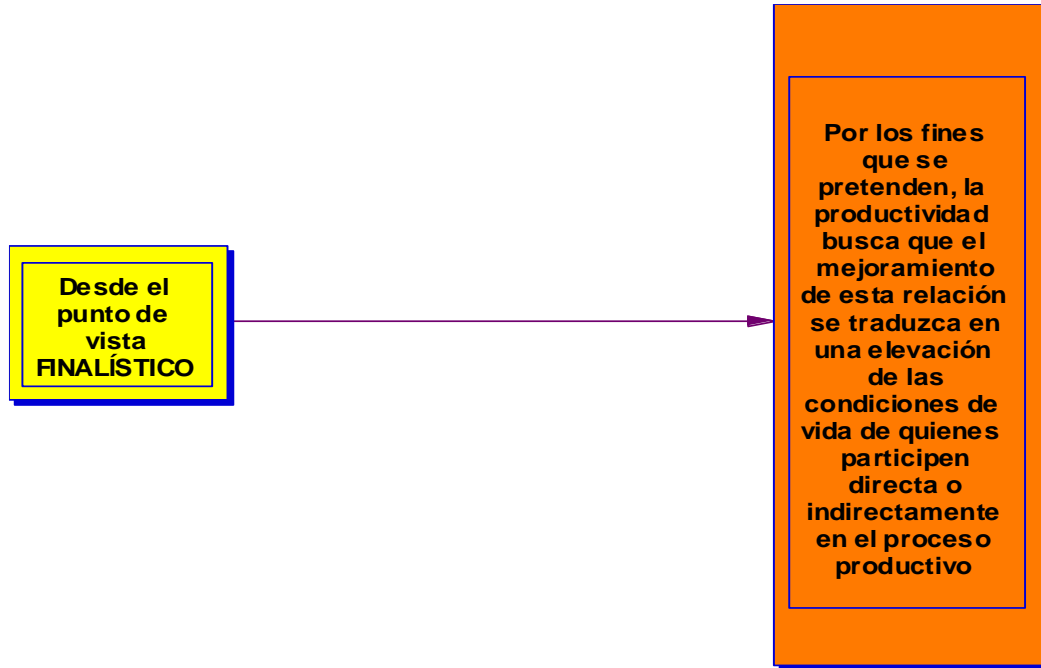 Desde el
punto de
vista
FINALÍSTICO
Por los fines
que se
pretenden, la
productividad
busca que el
mejoramiento
de esta relación
se traduzca en
una elevación
de las
condiciones de
vida de quienes
participen
directa o
indirectamente
en el proceso
productivo